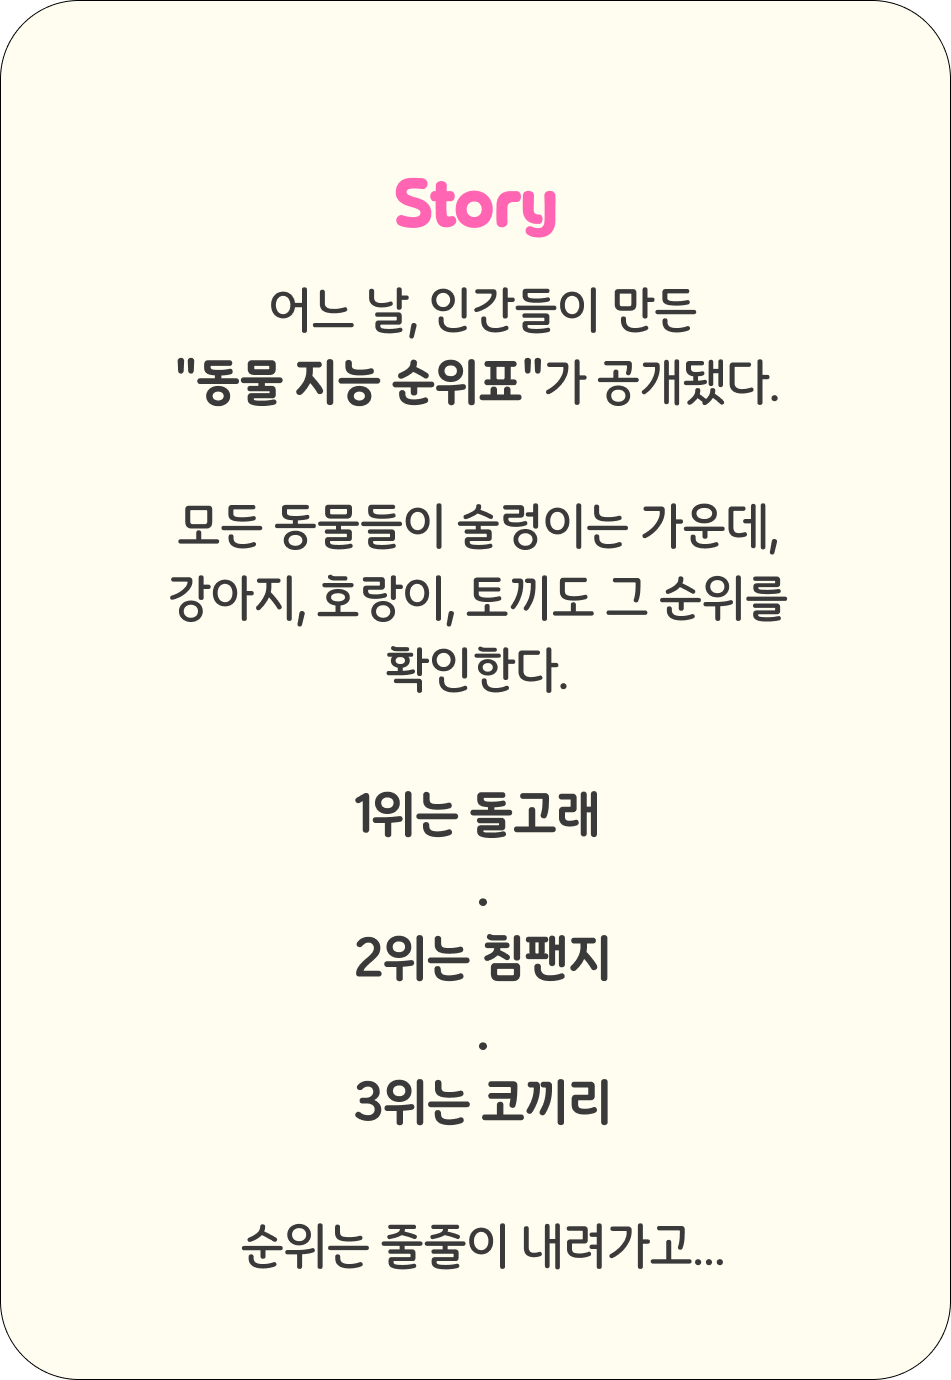 Story
어느 날, 인간들이 만든
"동물 지능 순위표"가 공개됐다.
모든 동물들이 술렁이는 가운데,
강아지, 호랑이, 토끼도 그 순위를
확인한다.
1위는 돌고래
.
2위는 침팬지
.
3위는 코끼리
순위는 줄줄이 내려가고...